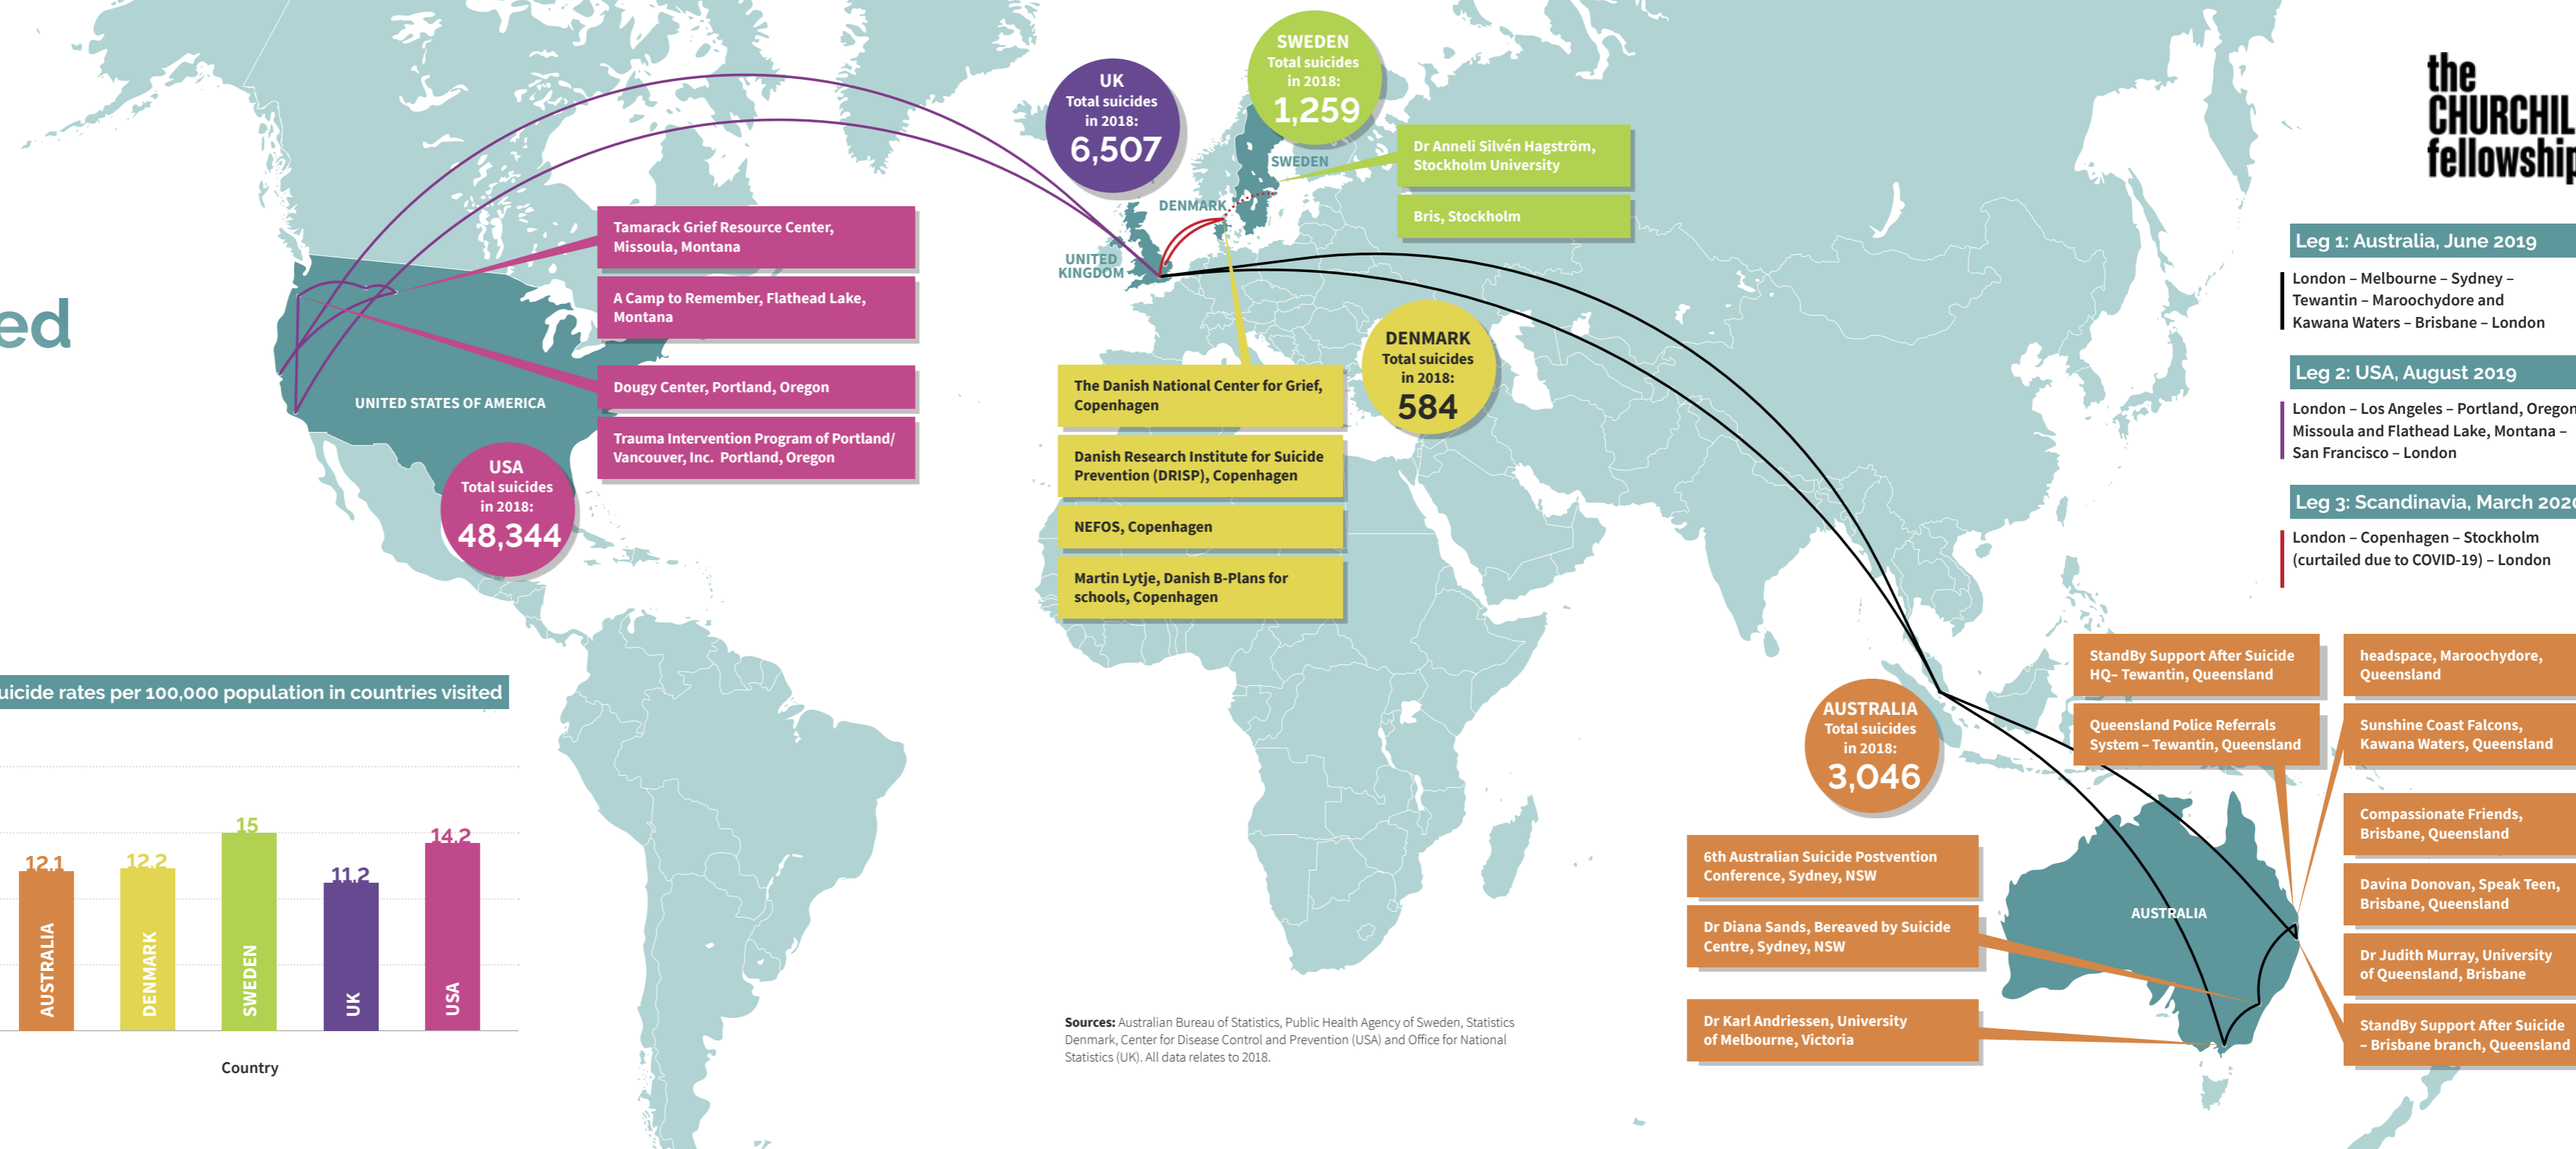 ed
UK
Total suicides
in 2018:
6,507
SWEDEN
Total suicides
in 2018:
1,259
SWEDEN
DENMARK
UNITED
KINGDOM
Dr Anneli Silvén Hagström,
Stockholm University
Bris, Stockholm
Tamarack Grief Resource Center,
Missoula, Montana
A Camp to Remember, Flathead Lake,
Montana
Dougy Center, Portland, Oregon
Trauma Intervention Program of Portland/
Vancouver, Inc. Portland, Oregon
UNITED STATES OF AMERICA
USA
Total suicides
in 2018:
48,344
DENMARK
Total suicides
in 2018:
584
The Danish National Center for Grief,
Copenhagen
Danish Research Institute for Suicide
Prevention (DRISP), Copenhagen
NEFOS, Copenhagen
Martin Lytje, Danish B-Plans for
schools, Copenhagen
the
CHURCHIL
fellowship
Leg 1: Australia, June 2019
London – Melbourne – Sydney –
Tewantin – Maroochydore and
Kawana Waters – Brisbane – London
Leg 2: USA, August 2019
London – Los Angeles – Portland, Oregon
Missoula and Flathead Lake, Montana –
San Francisco – London
Leg 3: Scandinavia, March 2020
London – Copenhagen – Stockholm
(curtailed due to COVID-19) – London
AUSTRALIA
Total suicides
in 2018:
3,046
StandBy Support After Suicide
HQ– Tewantin, Queensland
Queensland Police Referrals
System – Tewantin, Queensland
headspace, Maroochydore,
Queensland
Sunshine Coast Falcons,
Kawana Waters, Queensland
Compassionate Friends,
Brisbane, Queensland
Davina Donovan, Speak Teen,
Brisbane, Queensland
Dr Judith Murray, University
of Queensland, Brisbane
StandBy Support After Suicide
– Brisbane branch, Queensland
6th Australian Suicide Postvention
Conference, Sydney, NSW
Dr Diana Sands, Bereaved by Suicide
Centre, Sydney, NSW
Dr Karl Andriessen, University
of Melbourne, Victoria
AUSTRALIA
uicide rates per 100,000 population in countries visited
12.1
12.2
15
11.2
14.2
AUSTRALIA
DENMARK
SWEDEN
UK
USA
Country
Sources: Australian Bureau of Statistics, Public Health Agency of Sweden, Statistics
Denmark, Center for Disease Control and Prevention (USA) and Office for National
Statistics (UK). All data relates to 2018.